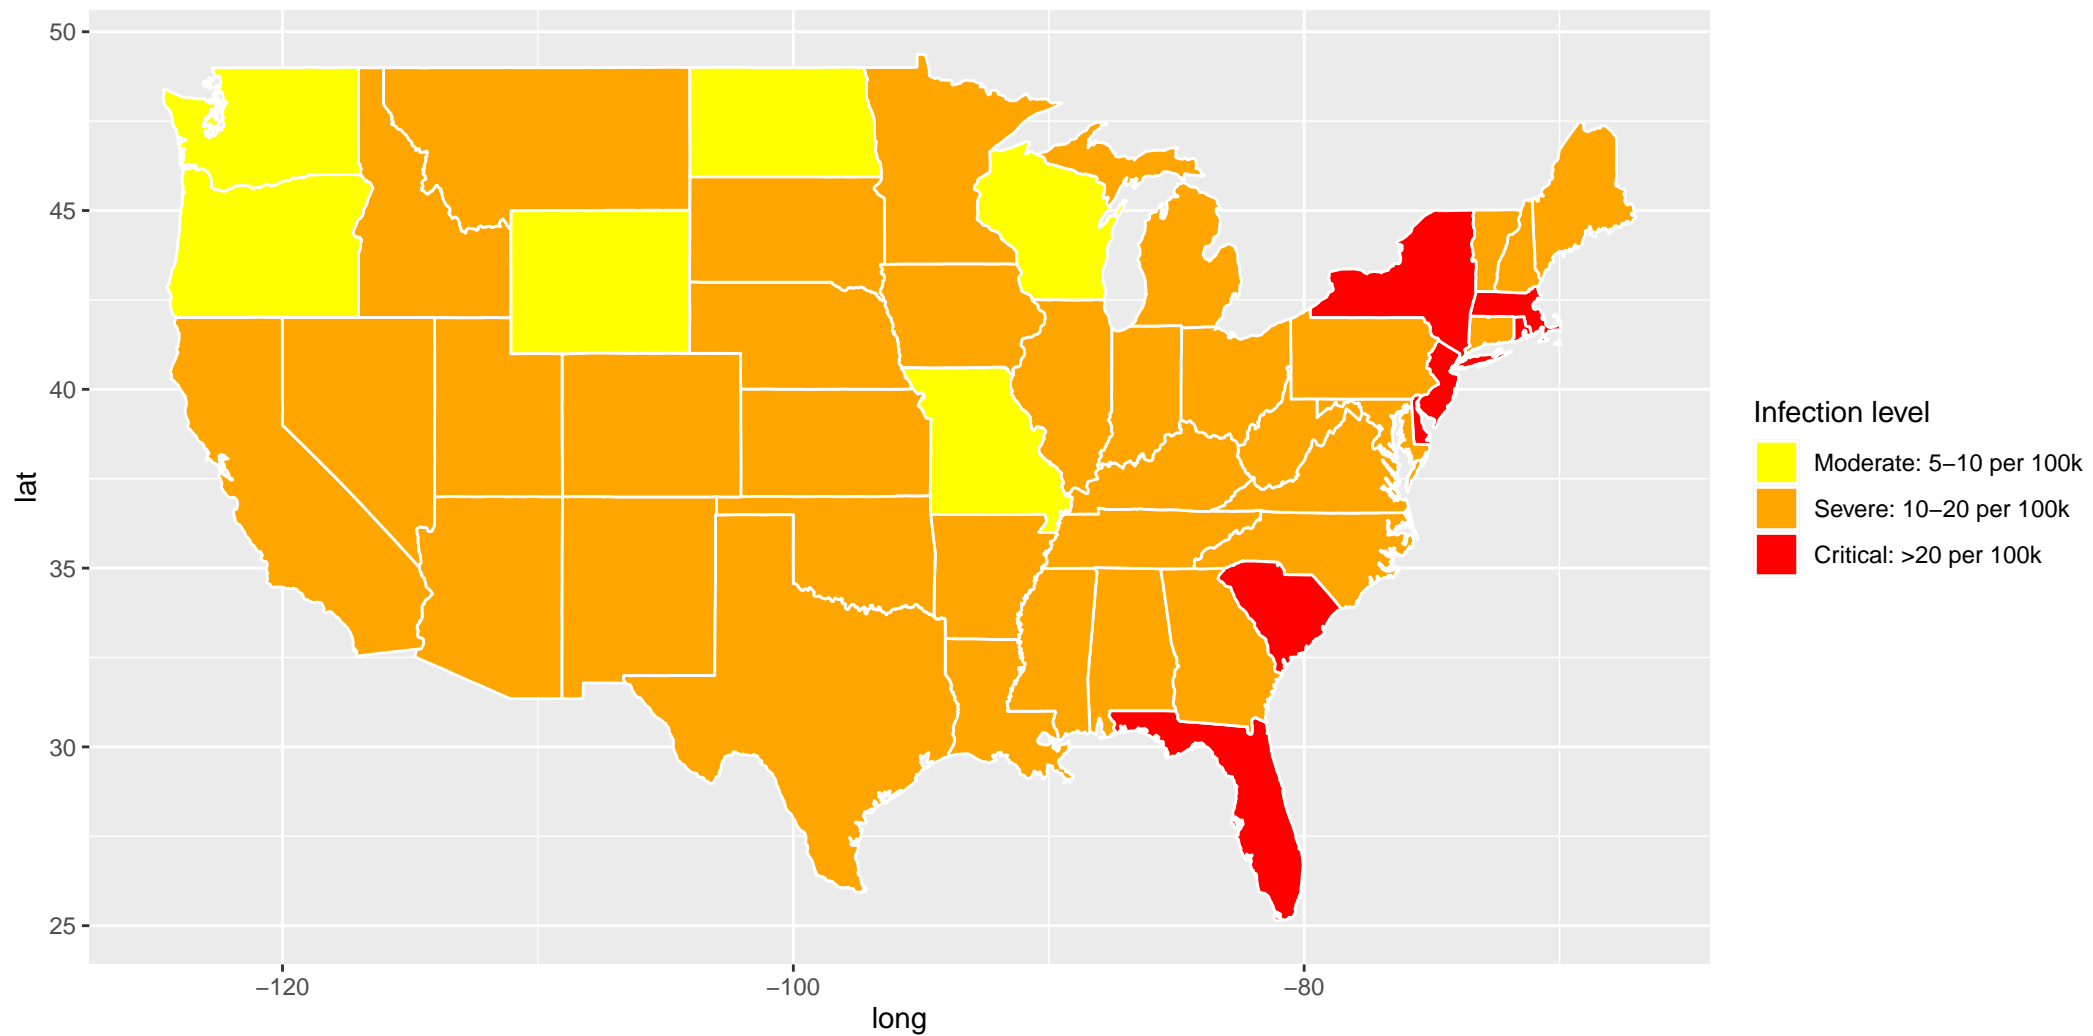 50
45
40
35
30
25
lat
−120
−100
−80
long
Infection level
Moderate: 5−10 per 100k
Severe: 10−20 per 100k
Critical: >20 per 100k